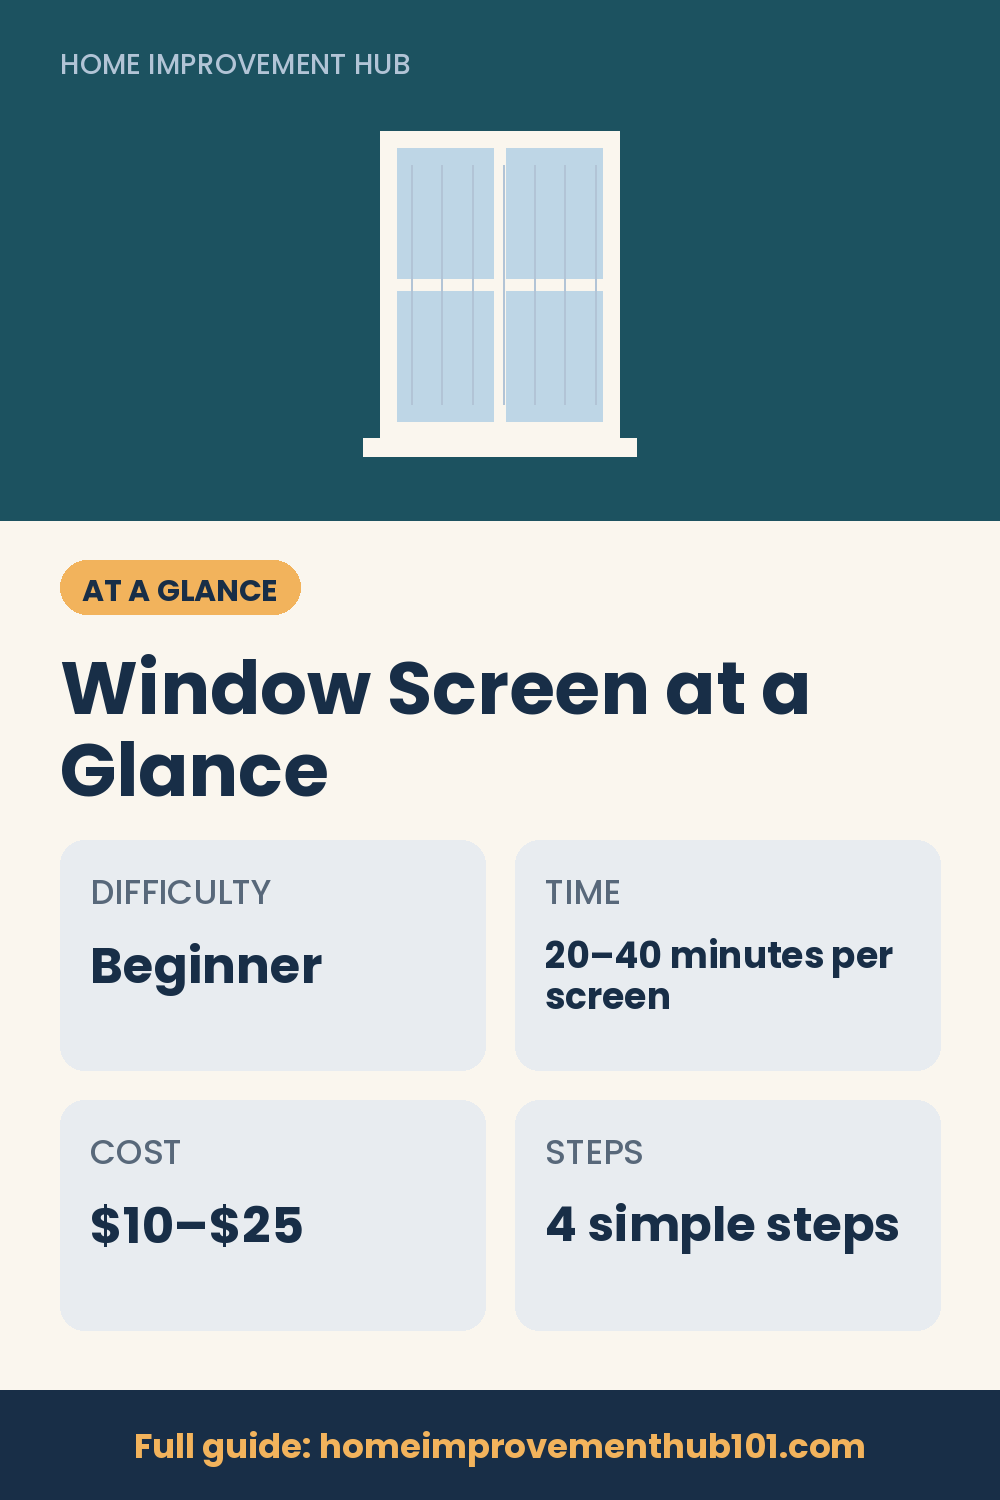 HOME IMPROVEMENT HUB
AT A GLANCE
Window Screen at a
Glance
DIFFICULTY
Beginner
TIME
20–40 minutes per
screen
COST
$10–$25
STEPS
4 simple steps
Full guide: homeimprovementhub101.com